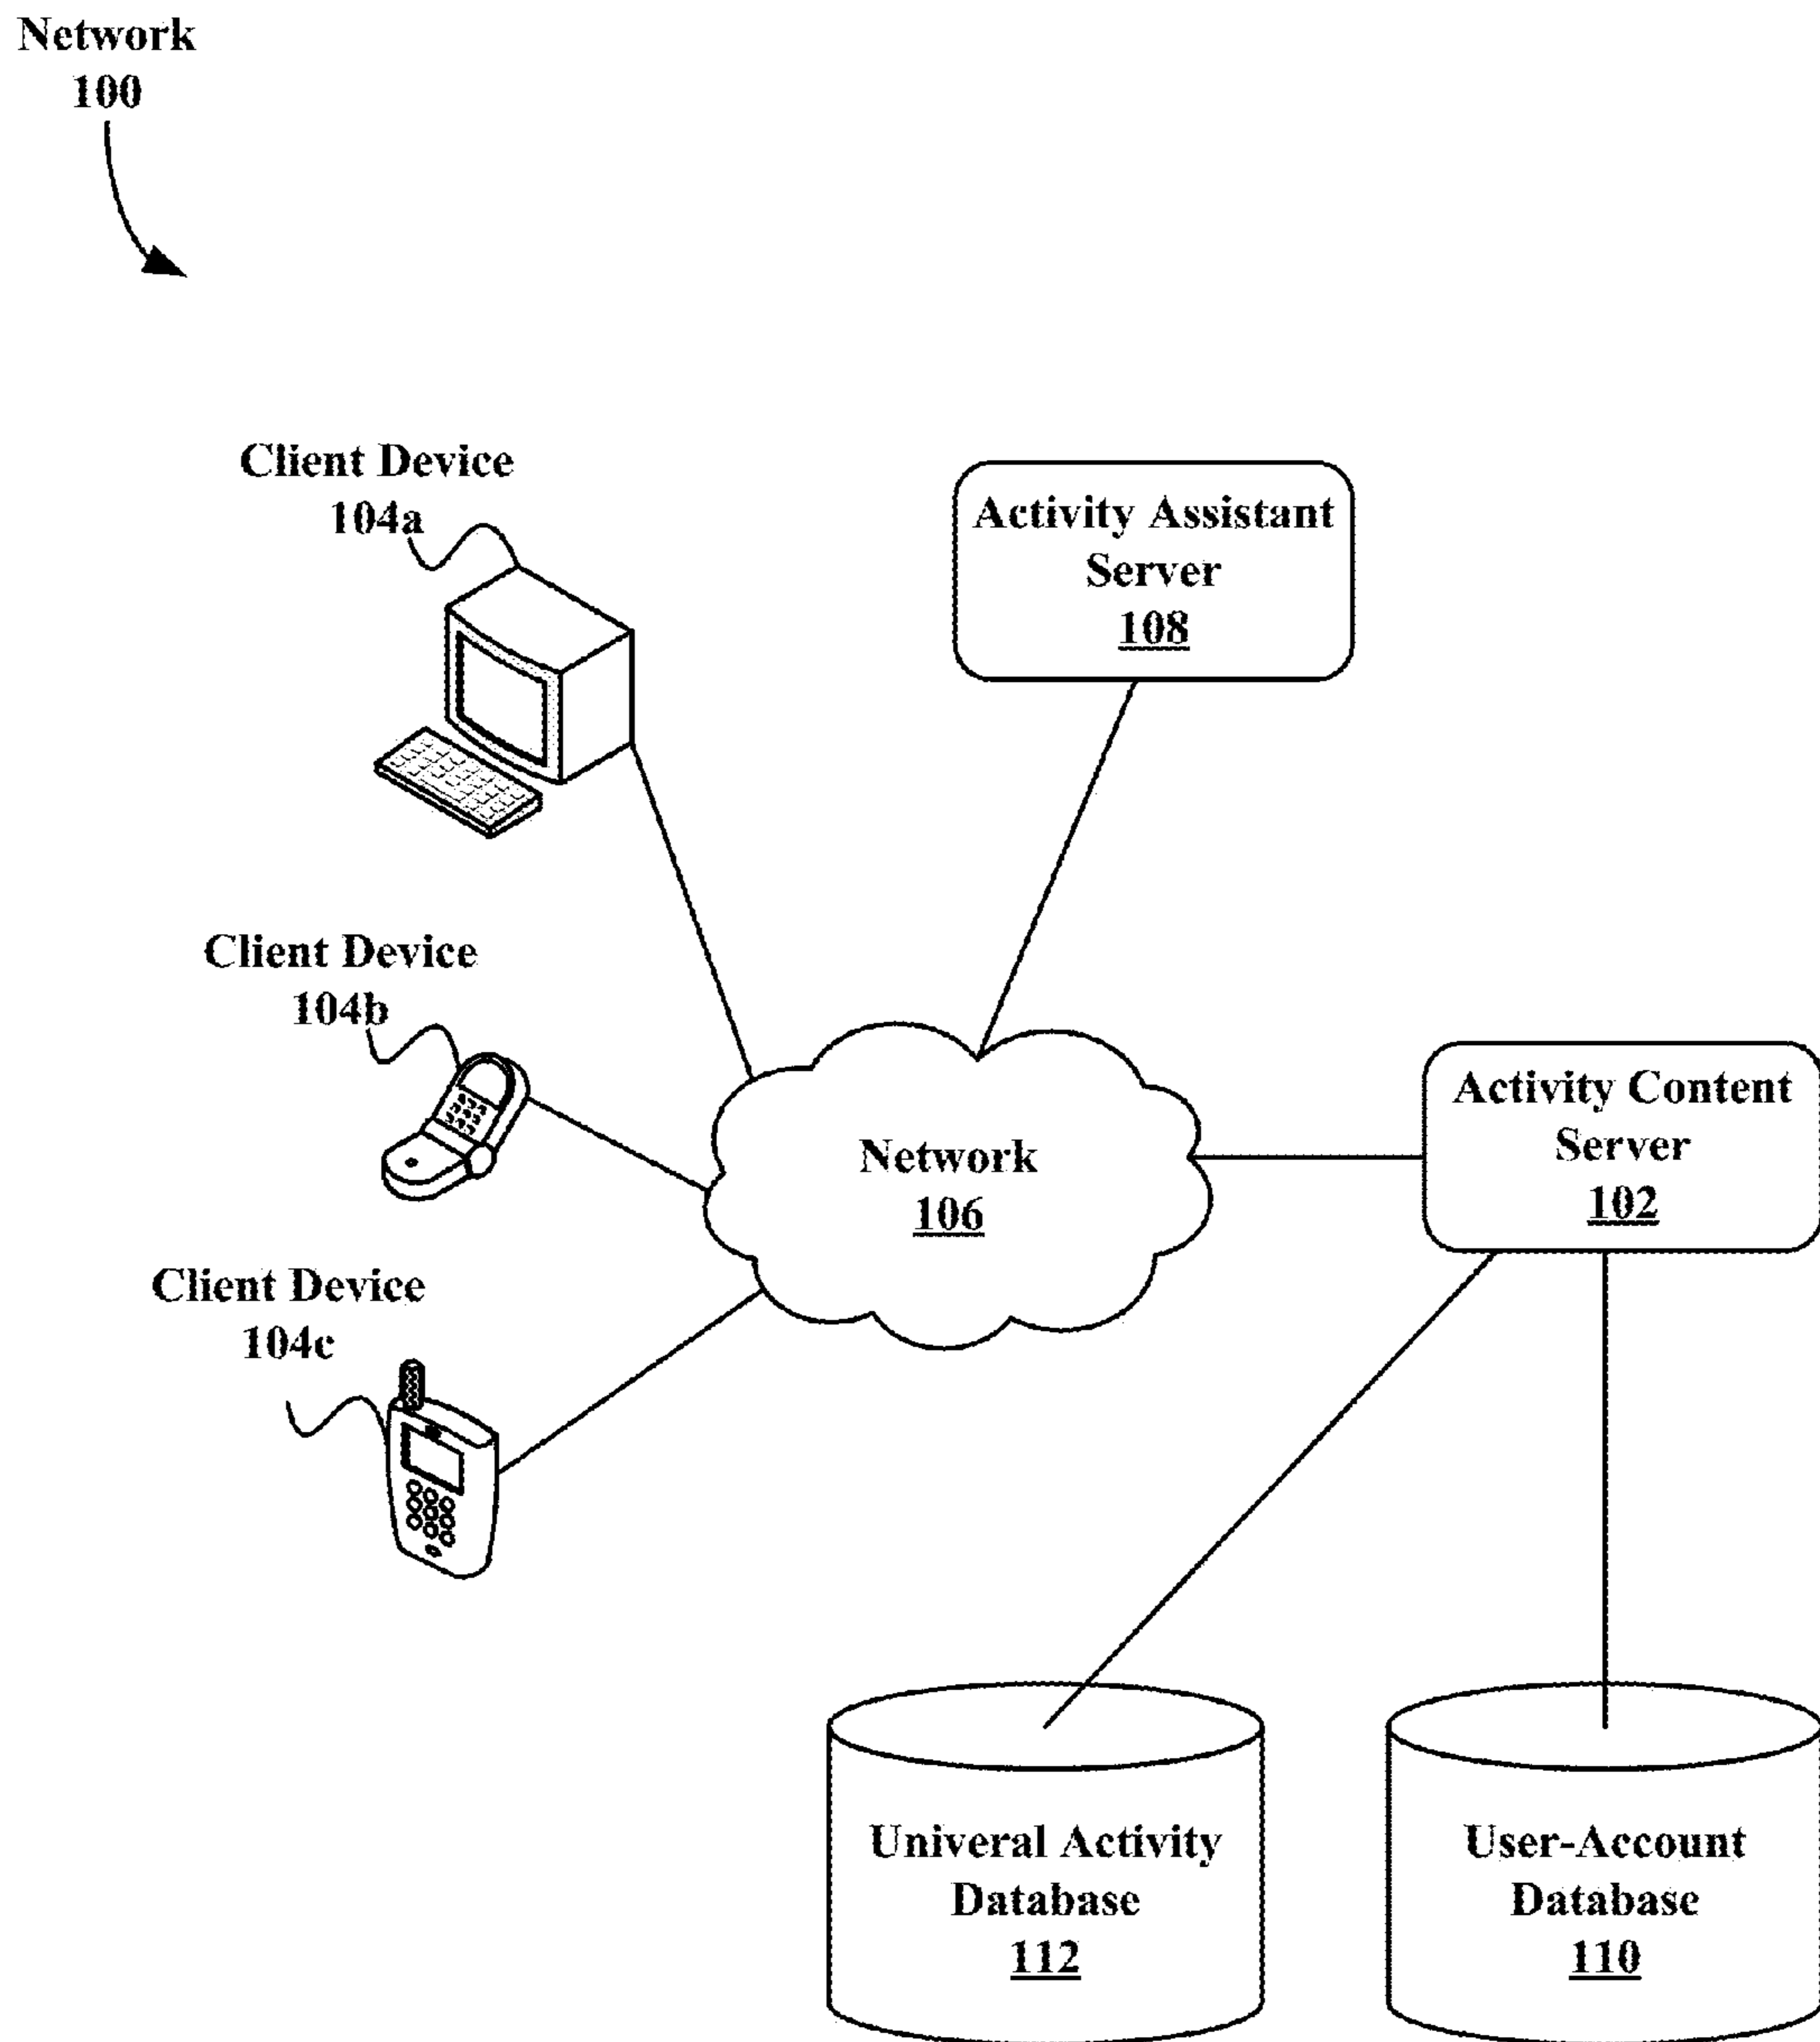 Network
100
Client Device
104a
Activity Assistant
Server
108
Client Device
104b
Activity Content
Server
102
Network
106
Client Device
104c
Univeral Activity
Database
112
User-Account
Database
110